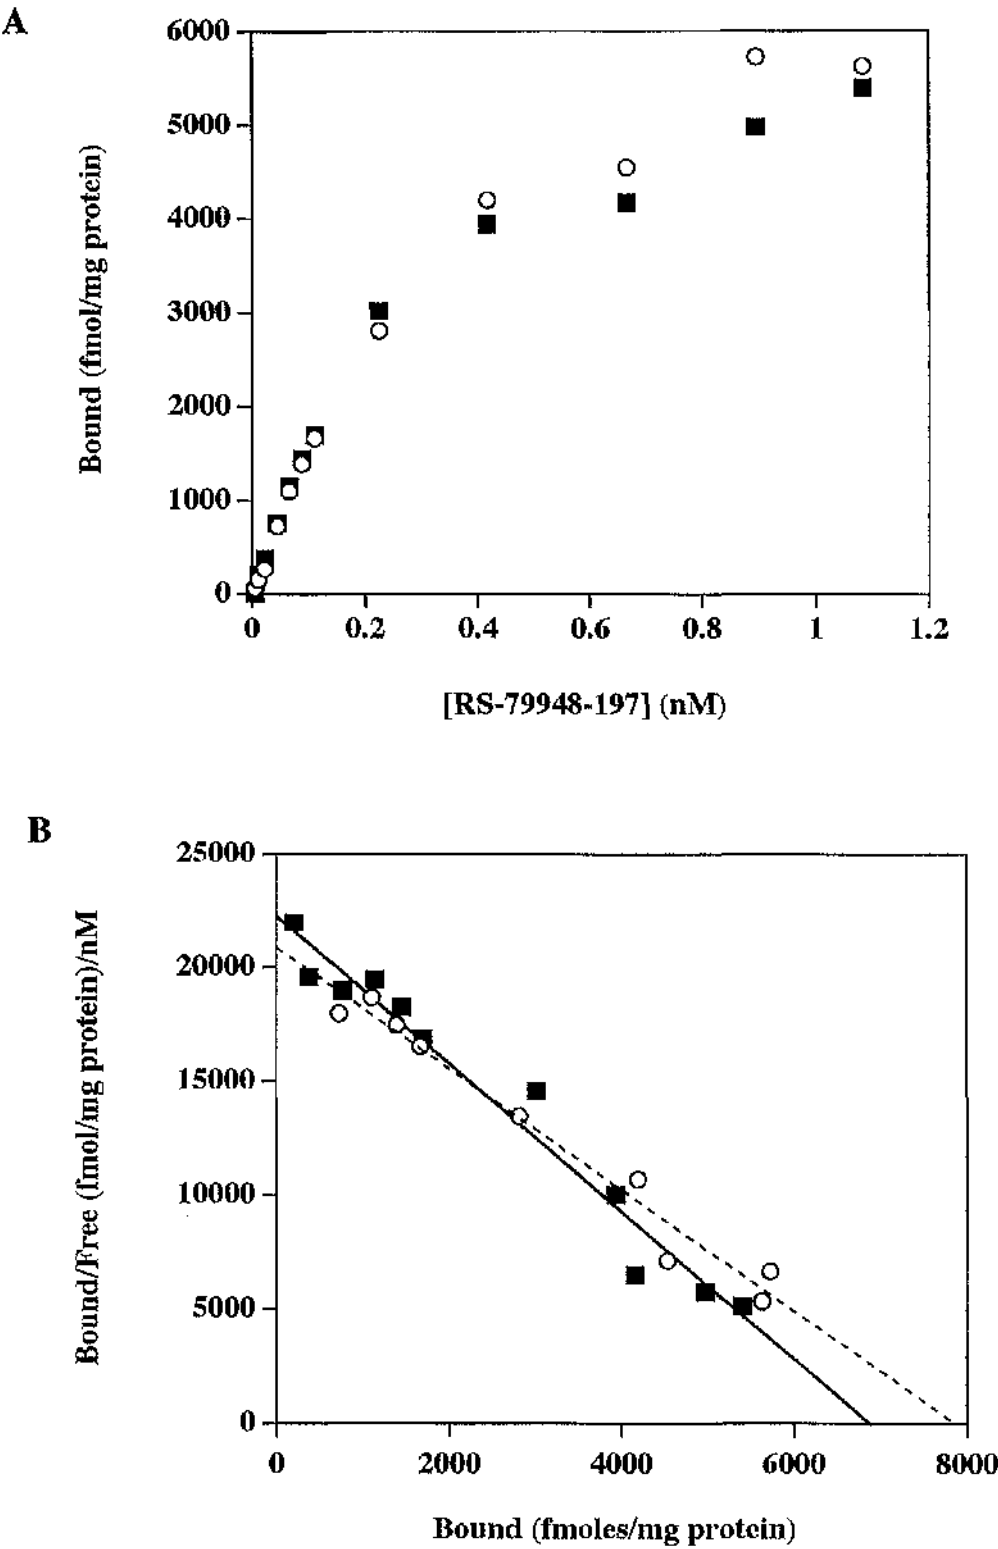 A
6000
5000
4000
3000
2000
1000
0
Bound (fmol/mg protein)
0 0.2 0.4 0.6 0.8 1 1.2
[RS-79948-197] (nM)
B
25000
20000
15000
10000
5000
0
Bound/Free (fmol/mg protein)/nM
0 2000 4000 6000 8000
Bound (fmoles/mg protein)